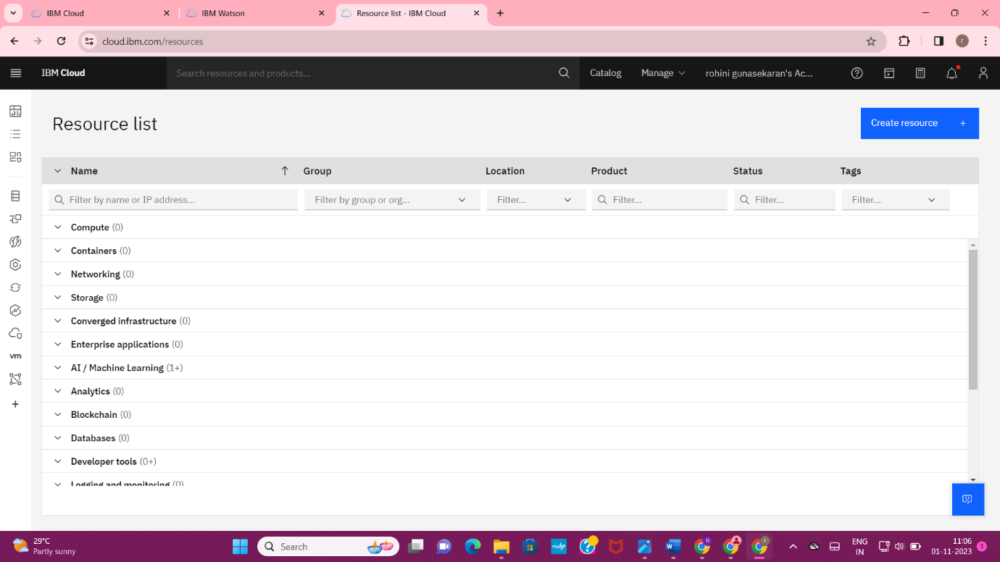 IBM Cloud
IBM Watson
Resource list - IBM Cloud
cloud.ibm.com/resources
r
IBM Cloud
Search resources and products...
Catalog
Manage
rohini gunasekaran's Ac...
Resource list
Create resource +
Name
Group
Location
Product
Status
Tags
Filter by name or IP address...
Filter by group or org...
Filter...
Filter...
Filter...
Filter...
Compute (0)
Containers (0)
Networking (0)
Storage (0)
Converged infrastructure (0)
Enterprise applications (0)
AI / Machine Learning (1+)
Analytics (0)
Blockchain (0)
Databases (0)
Developer tools (0+)
Logging and monitoring (0)
vm
29°C
Partly sunny
Search
ENG
IN
11:06
01-11-2023
3